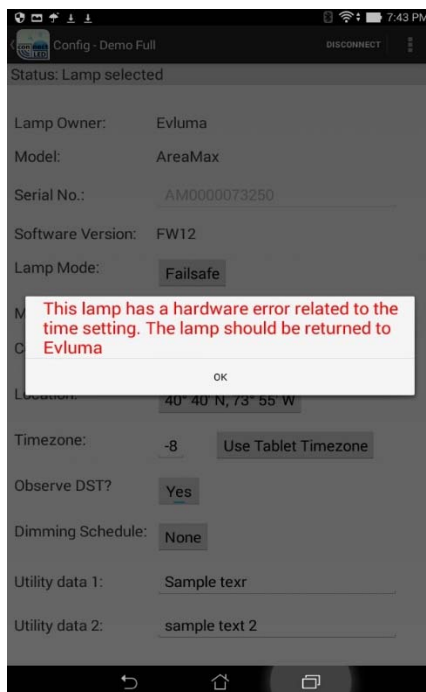 7:43 PM
Config - Demo Full
DISCONNECT
Status: Lamp selected
Lamp Owner: Evluma
Model: AreaMax
Serial No.: AM0000073250
Software Version: FW12
Lamp Mode: Failsafe
This lamp has a hardware error related to the
time setting. The lamp should be returned to
Evluma
OK
40° 40' N, 73° 55' W
Timezone: -8 Use Tablet Timezone
Observe DST? Yes
Dimming Schedule: None
Utility data 1: Sample texr
Utility data 2: sample text 2